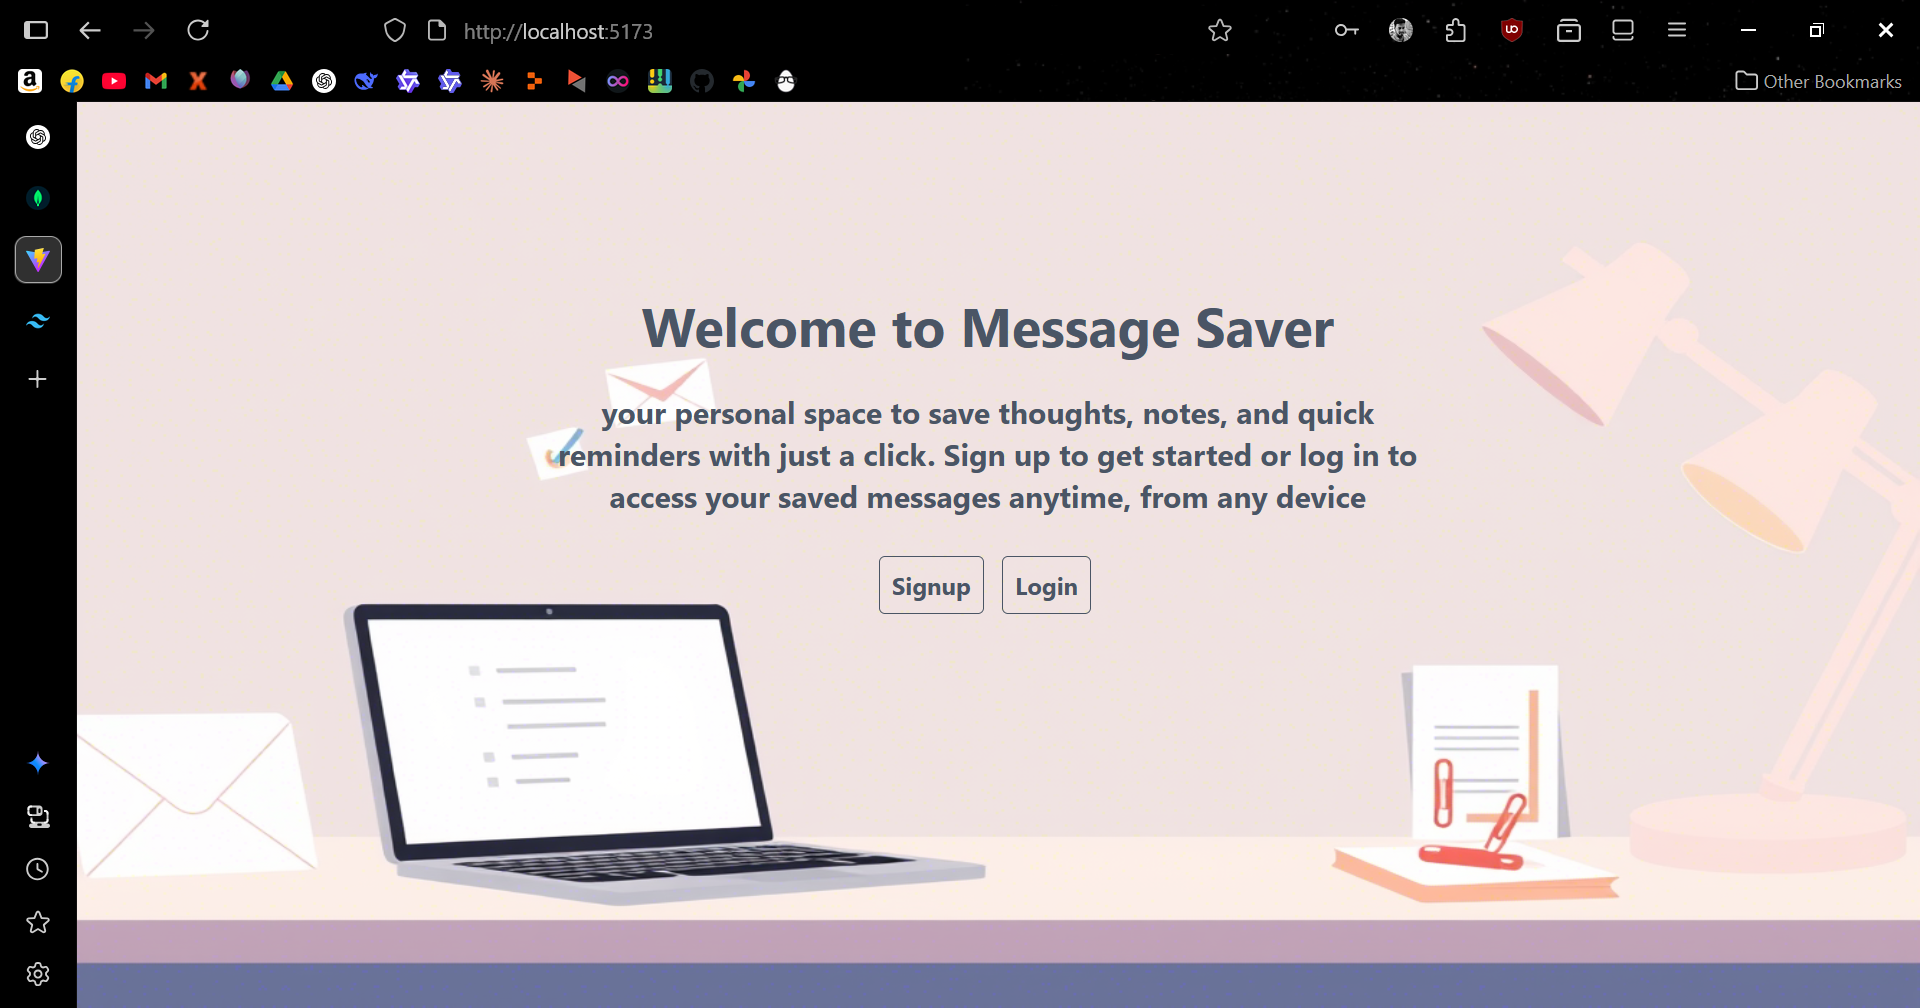 http://localhost:5173
Other Bookmarks
Welcome to Message Saver
your personal space to save thoughts, notes, and quick
reminders with just a click. Sign up to get started or log in to
access your saved messages anytime, from any device
Signup
Login